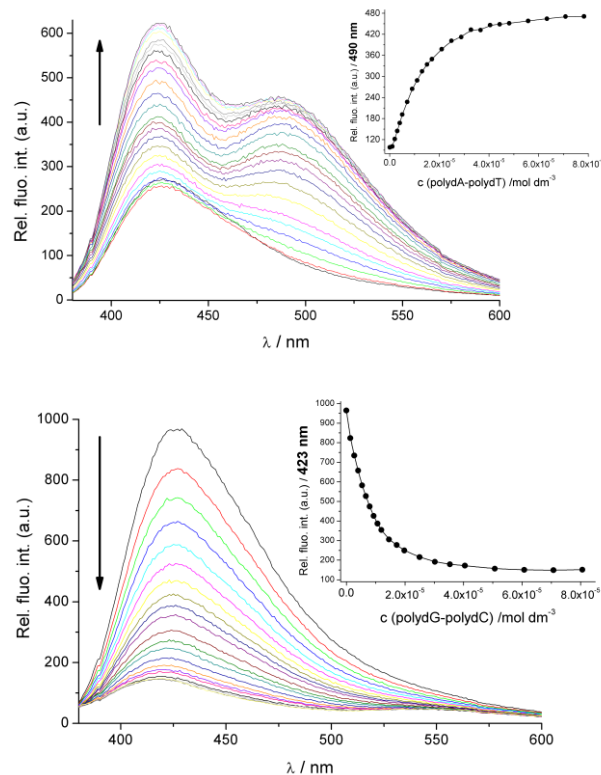 Rel. fluo. int. (a.u.)
600
500
400
300
200
100
0
400
450
500
550
600
λ / nm
Rel. fluo. int. (a.u.) / 490 nm
480
420
360
300
240
180
120
0.0
2.0x10⁻⁵
4.0x10⁻⁵
6.0x10⁻⁵
8.0x10⁻
c (polydA-polydT) /mol dm⁻³
Rel. fluo. int. (a.u.)
1000
800
600
400
200
0
400
450
500
550
600
λ / nm
Rel. fluo. int. (a.u.) / 423 nm
1000
900
800
700
600
500
400
300
200
100
0.0
2.0x10⁻⁵
4.0x10⁻⁵
6.0x10⁻⁵
8.0x10⁻⁵
c (polydG-polydC) /mol dm⁻³